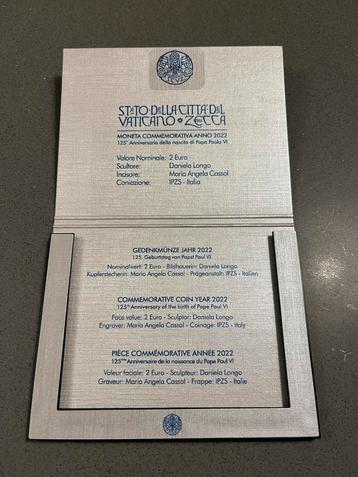 STATO·DELLA·CITTÀ·DEL
VATICANO ZECCA
MONETA COMMEMORATIVA ANNO 2022
125° Anniversario della nascita di Papa Paolo VI
Valore Nominale: 2 Euro
Scultore: Daniela Longo
Incisore: Maria Angela Cassol
Coniazione: IPZS - Italia
GEDENKMÜNZE JAHR 2022
125. Geburtstag von Papst Paul VI.
Nominalwert: 2 Euro - Bildhauerin: Daniela Longo
Kupferstecherin: Maria Angela Cassol - Prägeanstalt: IPZS - Italien
COMMEMORATIVE COIN YEAR 2022
125th Anniversary of the birth of Pope Paul VI
Face value: 2 Euro - Sculptor: Daniela Longo
Engraver: Maria Angela Cassol - Coinage: IPZS - Italy
PIÈCE COMMÉMORATIVE ANNÉE 2022
125ème Anniversaire de la naissance du Pape Paul VI
Valeur faciale: 2 Euro - Sculpteur: Daniela Longo
Graveur: Maria Angela Cassol - Frappe: IPZS - Italie